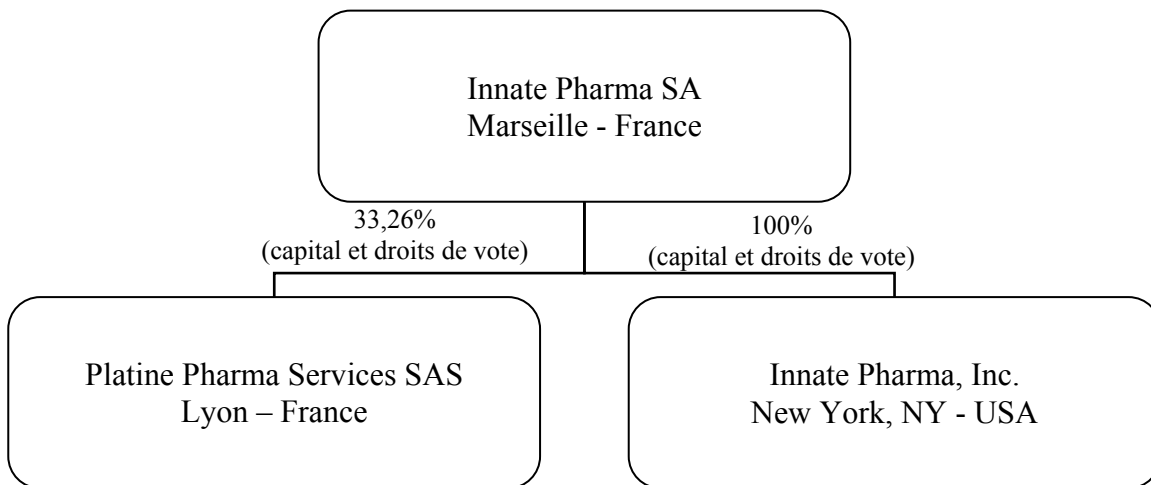 Innate Pharma SA
Marseille - France
33,26%
(capital et droits de vote)
100%
(capital et droits de vote)
Platine Pharma Services SAS
Lyon – France
Innate Pharma, Inc.
New York, NY - USA